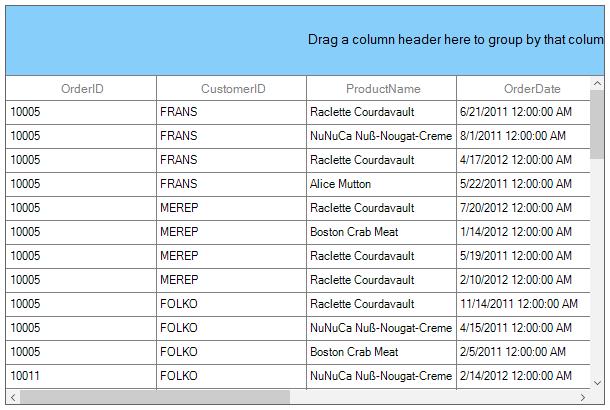 Drag a column header here to group by that colum
OrderID CustomerID ProductName OrderDate
10005 FRANS Raclette Courdavault 6/21/2011 12:00:00 AM
10005 FRANS NuNuCa Nuß-Nougat-Creme 8/1/2011 12:00:00 AM
10005 FRANS Raclette Courdavault 4/17/2012 12:00:00 AM
10005 FRANS Alice Mutton 5/22/2011 12:00:00 AM
10005 MEREP Raclette Courdavault 7/20/2012 12:00:00 AM
10005 MEREP Boston Crab Meat 1/14/2012 12:00:00 AM
10005 MEREP Raclette Courdavault 5/19/2011 12:00:00 AM
10005 MEREP Raclette Courdavault 2/10/2012 12:00:00 AM
10005 FOLKO Raclette Courdavault 11/14/2011 12:00:00 AM
10005 FOLKO NuNuCa Nuß-Nougat-Creme 4/15/2011 12:00:00 AM
10005 FOLKO Boston Crab Meat 2/5/2011 12:00:00 AM
10011 FOLKO NuNuCa Nuß-Nougat-Creme 2/14/2012 12:00:00 AM